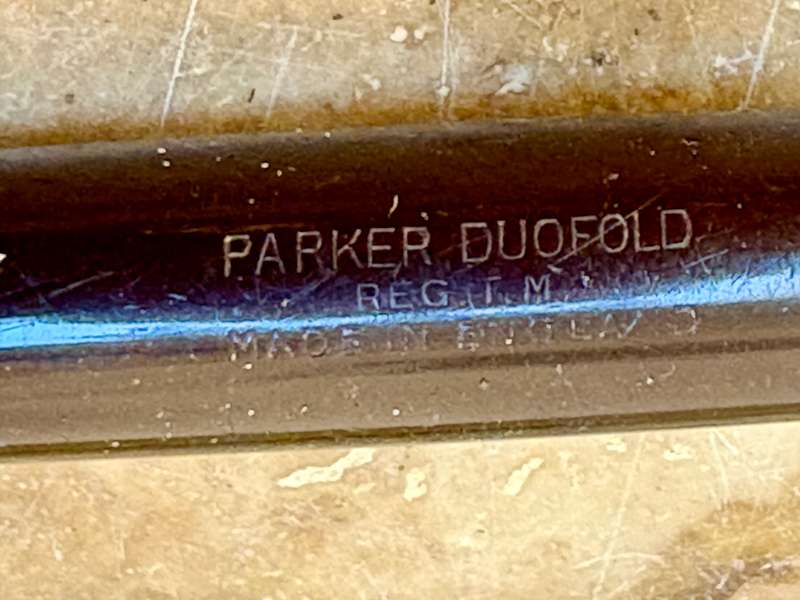 PARKER DUOFOLD
REG. T.M.
MADE IN ENGLAND